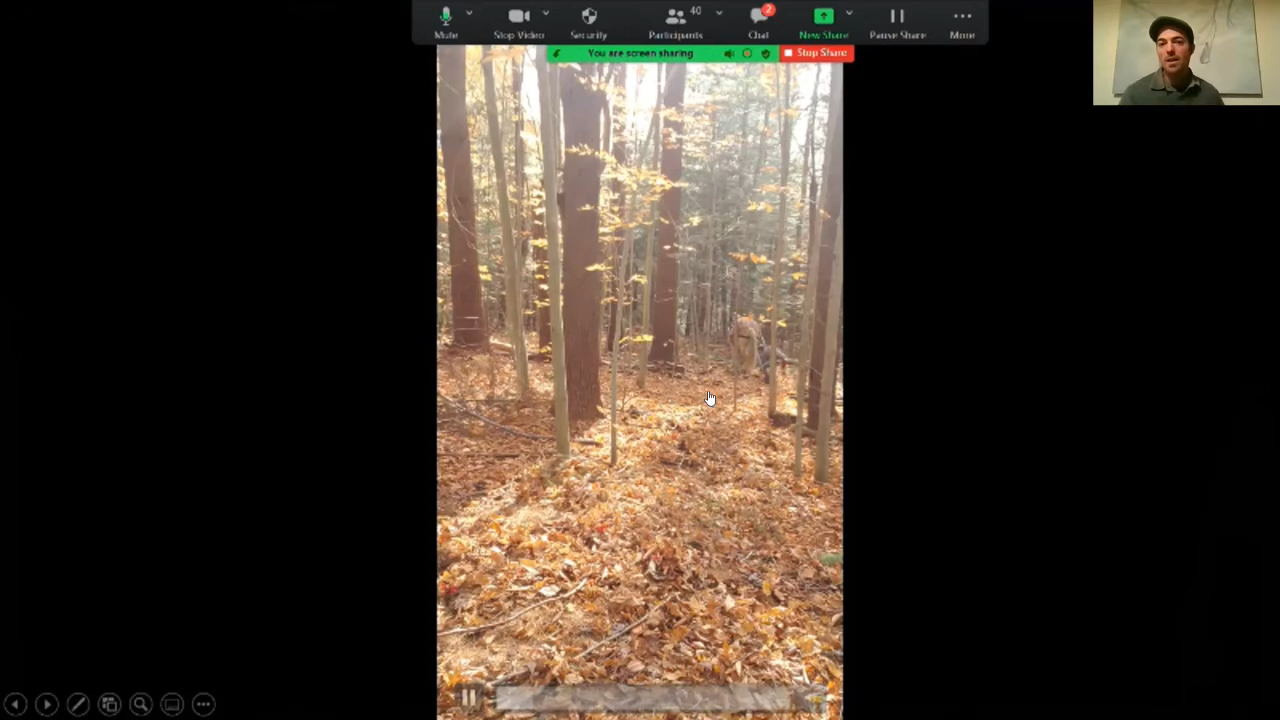 Mute
Stop Video
Security
Participants
40
Chat
2
New Share
Pause Share
More
You are screen sharing
Stop Share